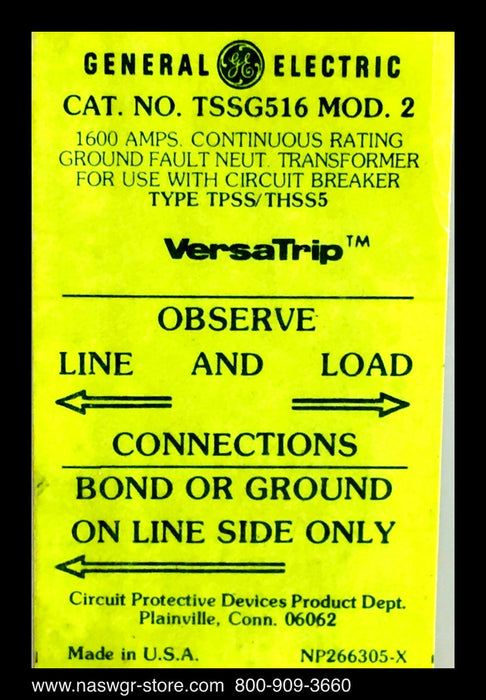 GENERAL GE ELECTRIC
CAT. NO. TSSG516 MOD. 2
1600 AMPS. CONTINUOUS RATING
GROUND FAULT NEUT. TRANSFORMER
FOR USE WITH CIRCUIT BREAKER
TYPE TPSS/THSS5
VersaTrip™
OBSERVE
LINE AND LOAD
CONNECTIONS
BOND OR GROUND
ON LINE SIDE ONLY
Circuit Protective Devices Product Dept.
Plainville, Conn. 06062
Made in U.S.A. NP266305-X
www.naswgr-store.com 800-909-3660